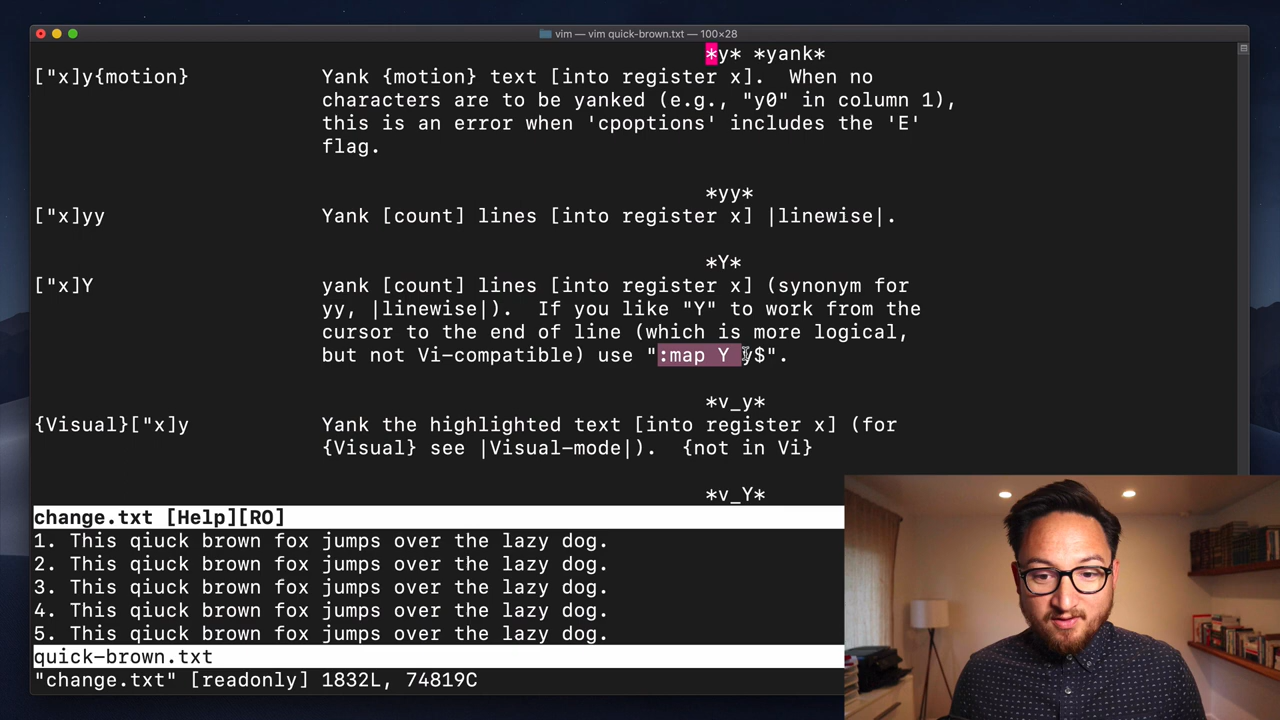 vim — vim quick-brown.txt — 100×28
*y* *yank*
["x]y{motion} Yank {motion} text [into register x]. When no
characters are to be yanked (e.g., "y0" in column 1),
this is an error when 'cpoptions' includes the 'E'
flag.
*yy*
["x]yy Yank [count] lines [into register x] |linewise|.
*Y*
["x]Y yank [count] lines [into register x] (synonym for
yy, |linewise|). If you like "Y" to work from the
cursor to the end of line (which is more logical,
but not Vi-compatible) use ":map Y y$".
*v_y*
{Visual}["x]y Yank the highlighted text [into register x] (for
{Visual} see |Visual-mode|). {not in Vi}
*v_Y*
change.txt [Help][RO]
1. This qiuck brown fox jumps over the lazy dog.
2. This qiuck brown fox jumps over the lazy dog.
3. This qiuck brown fox jumps over the lazy dog.
4. This qiuck brown fox jumps over the lazy dog.
5. This qiuck brown fox jumps over the lazy dog.
quick-brown.txt
"change.txt" [readonly] 1832L, 74819C